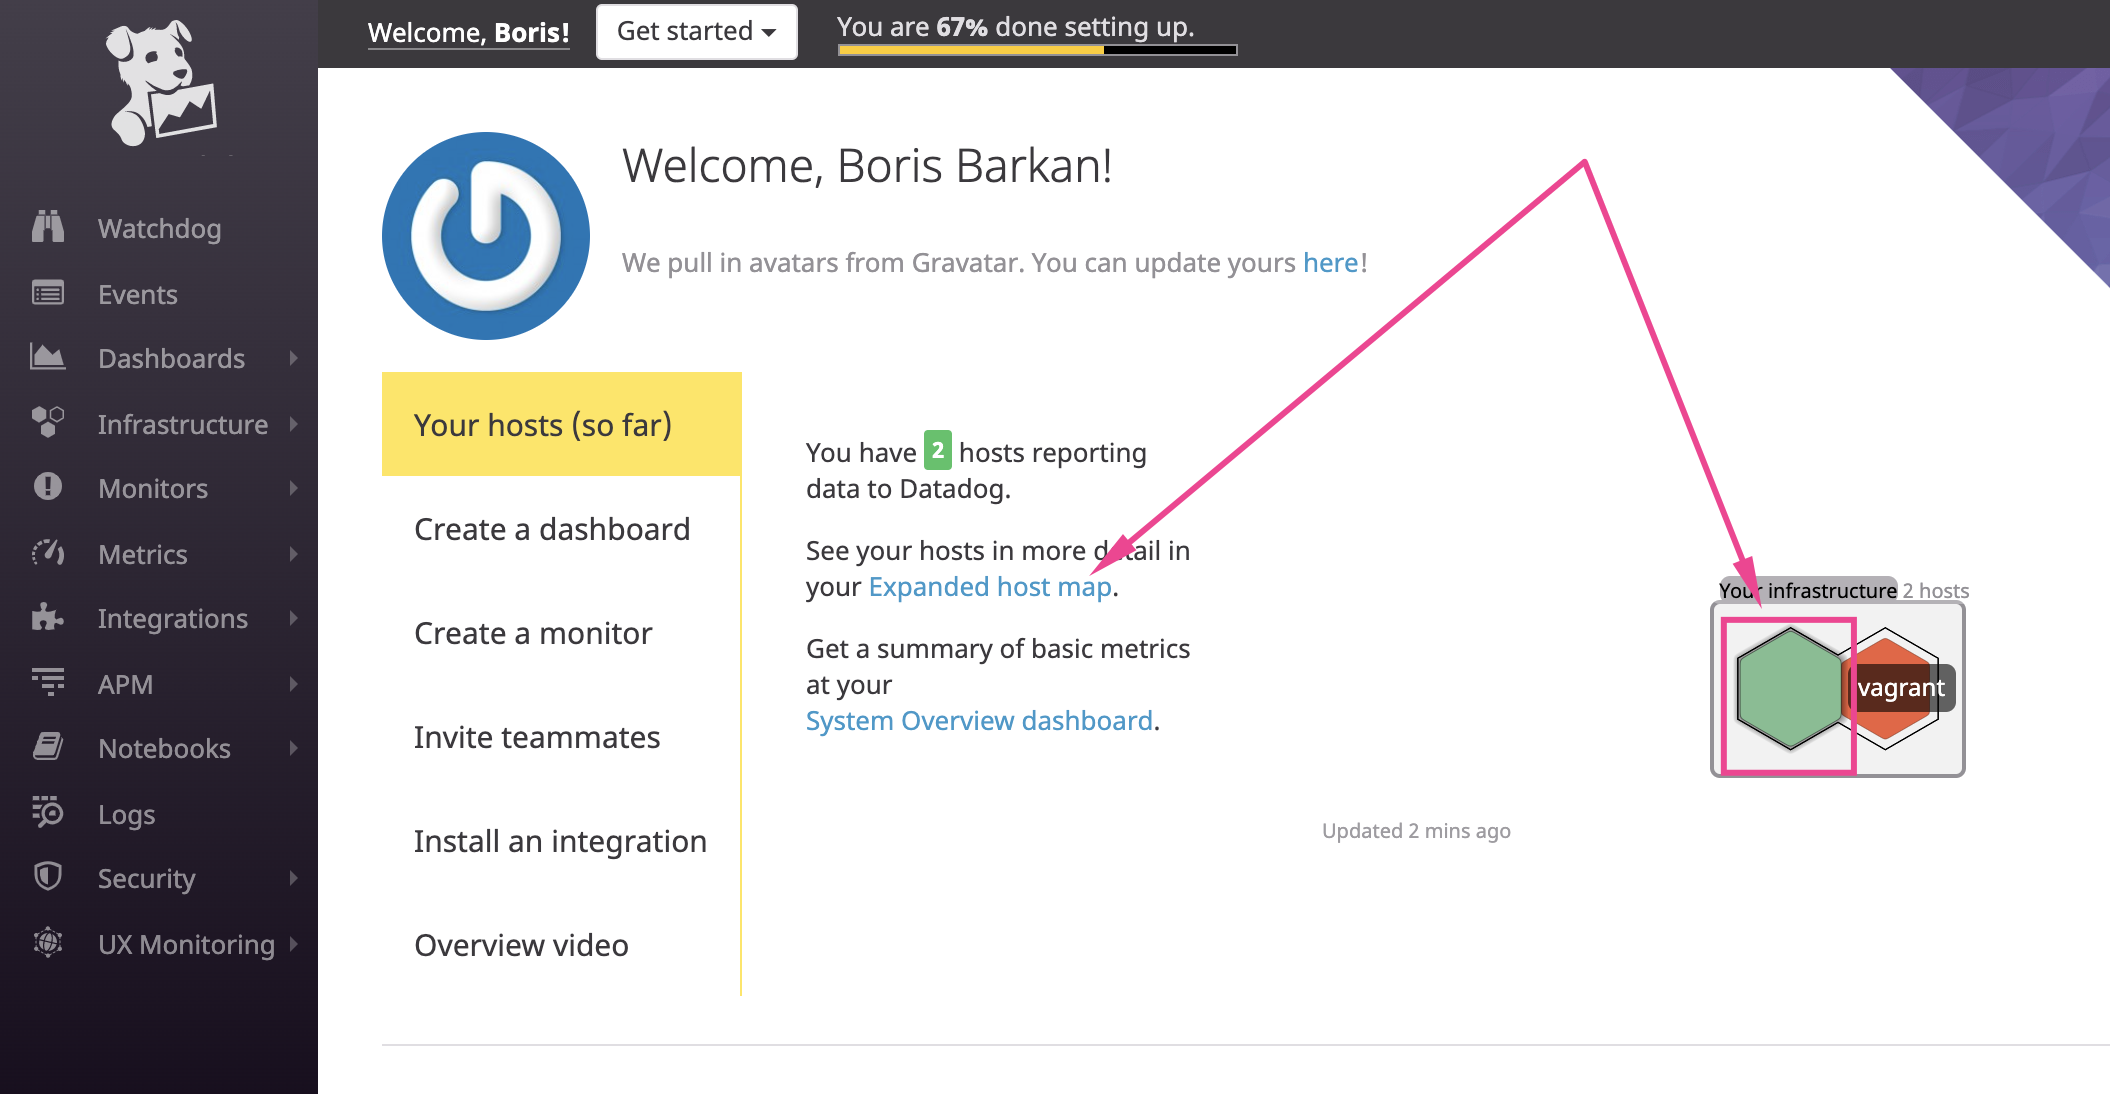 Welcome, Boris!
Get started
You are 67% done setting up.
Watchdog
Events
Dashboards
Infrastructure
Monitors
Metrics
Integrations
APM
Notebooks
Logs
Security
UX Monitoring
Welcome, Boris Barkan!
We pull in avatars from Gravatar. You can update yours here!
Your hosts (so far)
Create a dashboard
Create a monitor
Invite teammates
Install an integration
Overview video
You have 2 hosts reporting
data to Datadog.
See your hosts in more detail in
your Expanded host map.
Get a summary of basic metrics
at your
System Overview dashboard.
Your infrastructure 2 hosts
vagrant
Updated 2 mins ago